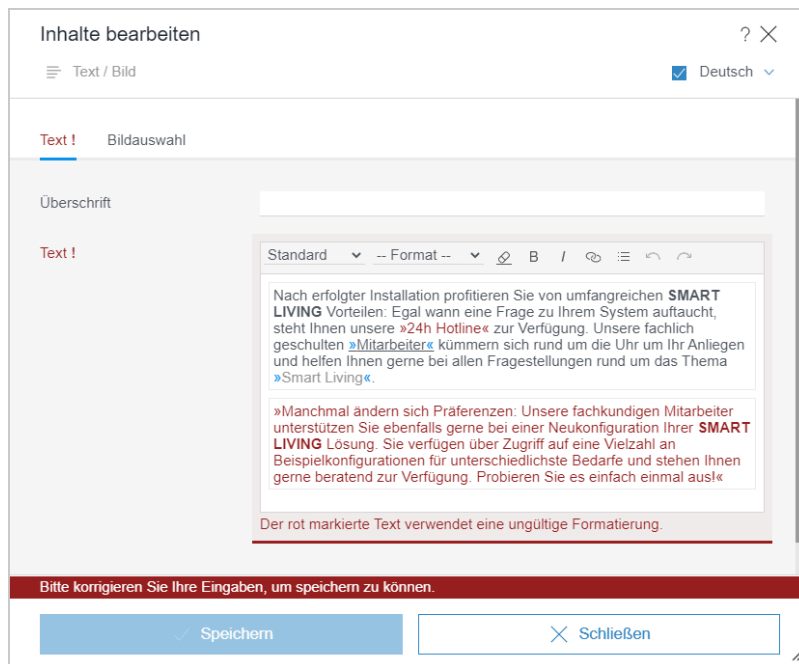 Inhalte bearbeiten
?
Text / Bild
Deutsch
Text !
Bildauswahl
Überschrift
Text !
Standard
-- Format --
B
I
Nach erfolgter Installation profitieren Sie von umfangreichen SMART
LIVING Vorteilen: Egal wann eine Frage zu Ihrem System auftaucht,
steht Ihnen unsere »24h Hotline« zur Verfügung. Unsere fachlich
geschulten »Mitarbeiter« kümmern sich rund um die Uhr um Ihr Anliegen
und helfen Ihnen gerne bei allen Fragestellungen rund um das Thema
»Smart Living«.
»Manchmal ändern sich Präferenzen: Unsere fachkundigen Mitarbeiter
unterstützen Sie ebenfalls gerne bei einer Neukonfiguration Ihrer SMART
LIVING Lösung. Sie verfügen über Zugriff auf eine Vielzahl an
Beispielkonfigurationen für unterschiedlichste Bedarfe und stehen Ihnen
gerne beratend zur Verfügung. Probieren Sie es einfach einmal aus!«
Der rot markierte Text verwendet eine ungültige Formatierung.
Bitte korrigieren Sie Ihre Eingaben, um speichern zu können.
Speichern
Schließen